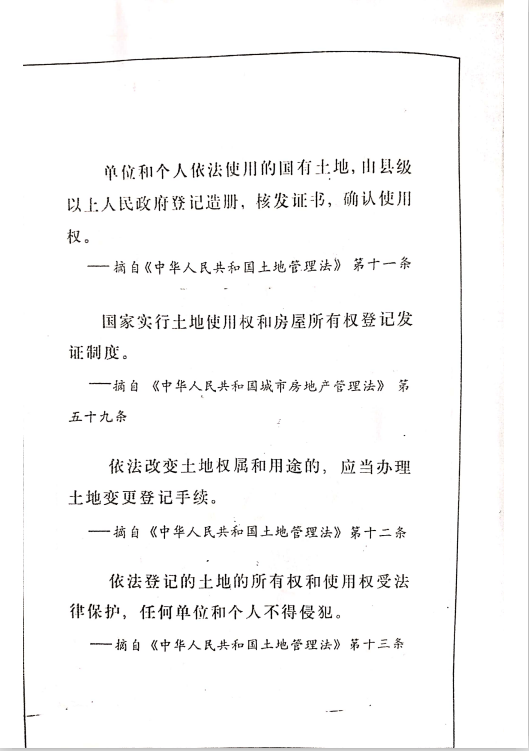 单位和个人依法使用的国有土地，由县级
以上人民政府登记造册，核发证书，确认使用
权。
——摘自《中华人民共和国土地管理法》 第十一条
国家实行土地使用权和房屋所有权登记发
证制度。
——摘自 《中华人民共和国城市房地产管理法》 第
五十九条
依法改变土地权属和用途的，应当办理
土地变更登记手续。
——摘自《中华人民共和国土地管理法》第十二条
依法登记的土地的所有权和使用权受法
律保护，任何单位和个人不得侵犯。
——摘自《中华人民共和国土地管理法》第十三条